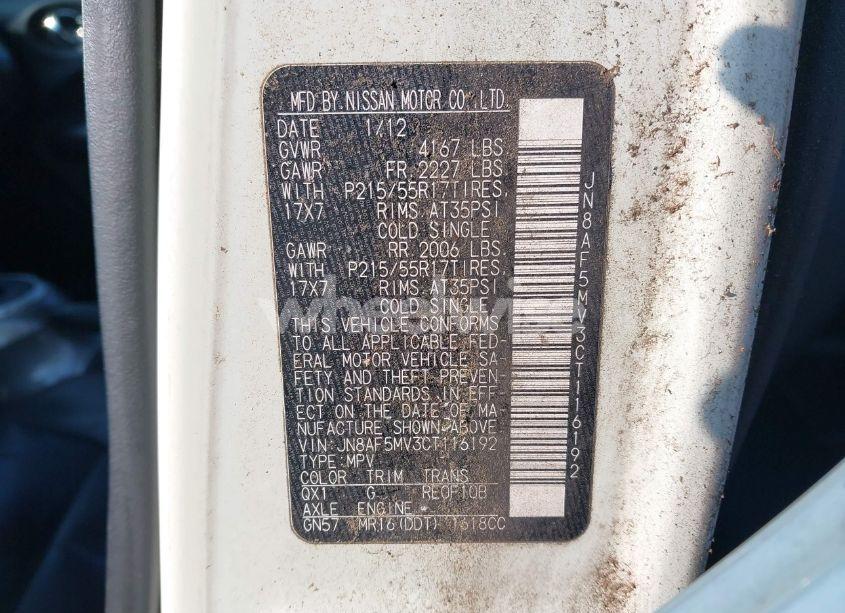 MFD BY NISSAN MOTOR CO., LTD.
DATE 1/12
GVWR 4167 LBS
GAWR FR. 2227 LBS
WITH P215/55R17TIRES,
17X7 RIMS AT35PSI
COLD SINGLE
GAWR RR. 2006 LBS
WITH P215/55R17TIRES,
17X7 RIMS AT35PSI
COLD SINGLE
THIS VEHICLE CONFORMS
TO ALL APPLICABLE FED-
ERAL MOTOR VEHICLE SA-
FETY AND THEFT PREVEN-
TION STANDARDS IN EFF-
ECT ON THE DATE OF MA-
NUFACTURE SHOWN ABOVE
VIN: JN8AF5MV3CT116192
TYPE: MPV
COLOR TRIM TRANS
QX1 G RE0F10B
AXLE ENGINE
GN57 MR16(DDT) 1618CC
JN8AF5MV3CT116192